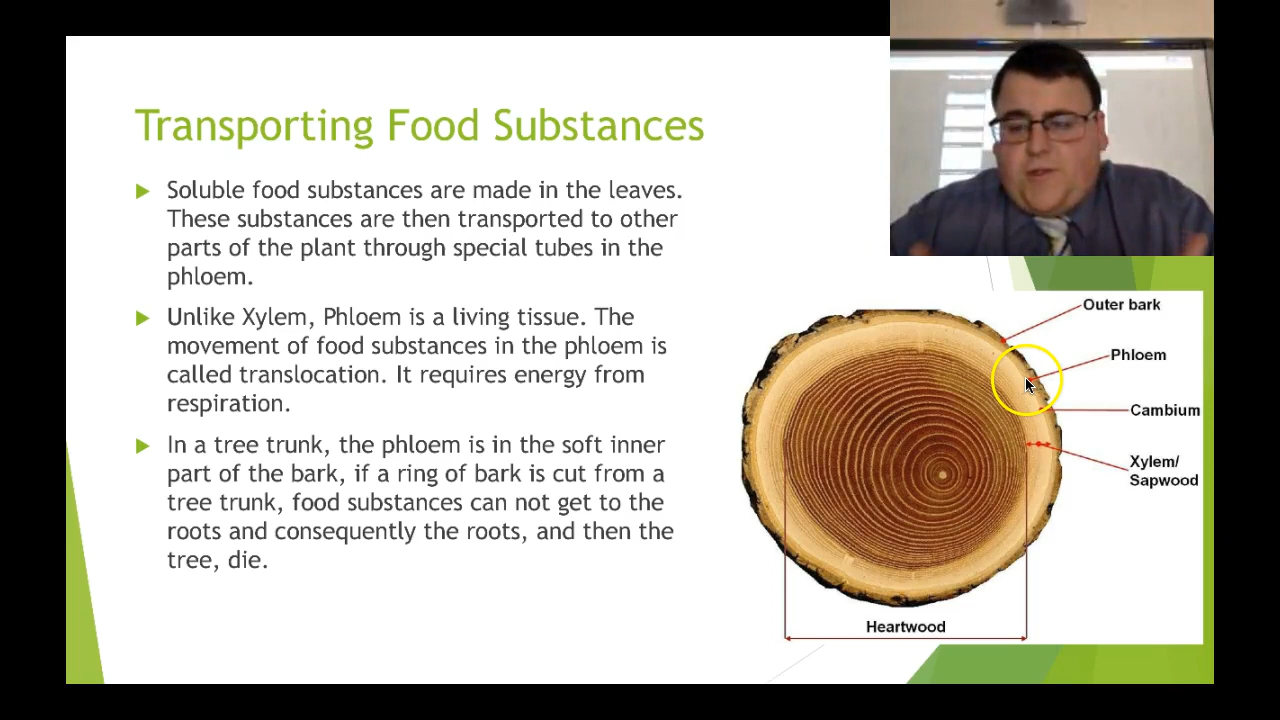 Transporting Food Substances
Soluble food substances are made in the leaves.
These substances are then transported to other
parts of the plant through special tubes in the
phloem.
Unlike Xylem, Phloem is a living tissue. The
movement of food substances in the phloem is
called translocation. It requires energy from
respiration.
In a tree trunk, the phloem is in the soft inner
part of the bark, if a ring of bark is cut from a
tree trunk, food substances can not get to the
roots and consequently the roots, and then the
tree, die.
Outer bark
Phloem
Cambium
Xylem/
Sapwood
Heartwood